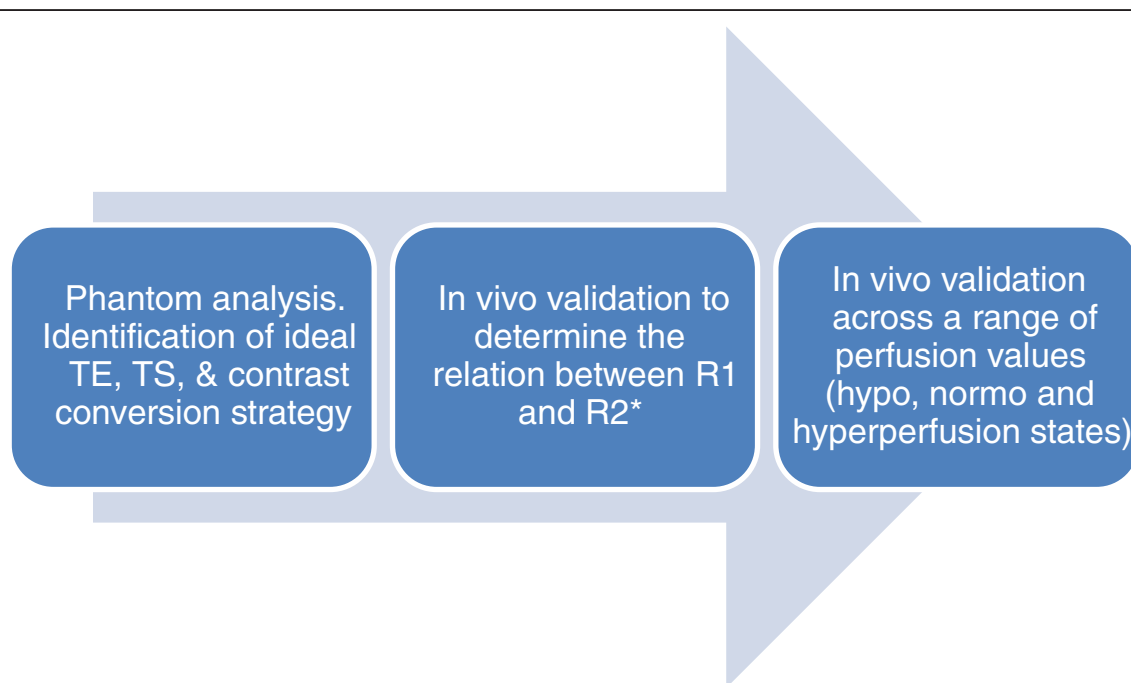 Phantom analysis.
Identification of ideal
TE, TS, & contrast
conversion strategy
In vivo validation to
determine the
relation between R1
and R2*
In vivo validation
across a range of
perfusion values
(hypo, normo and
hyperperfusion states)